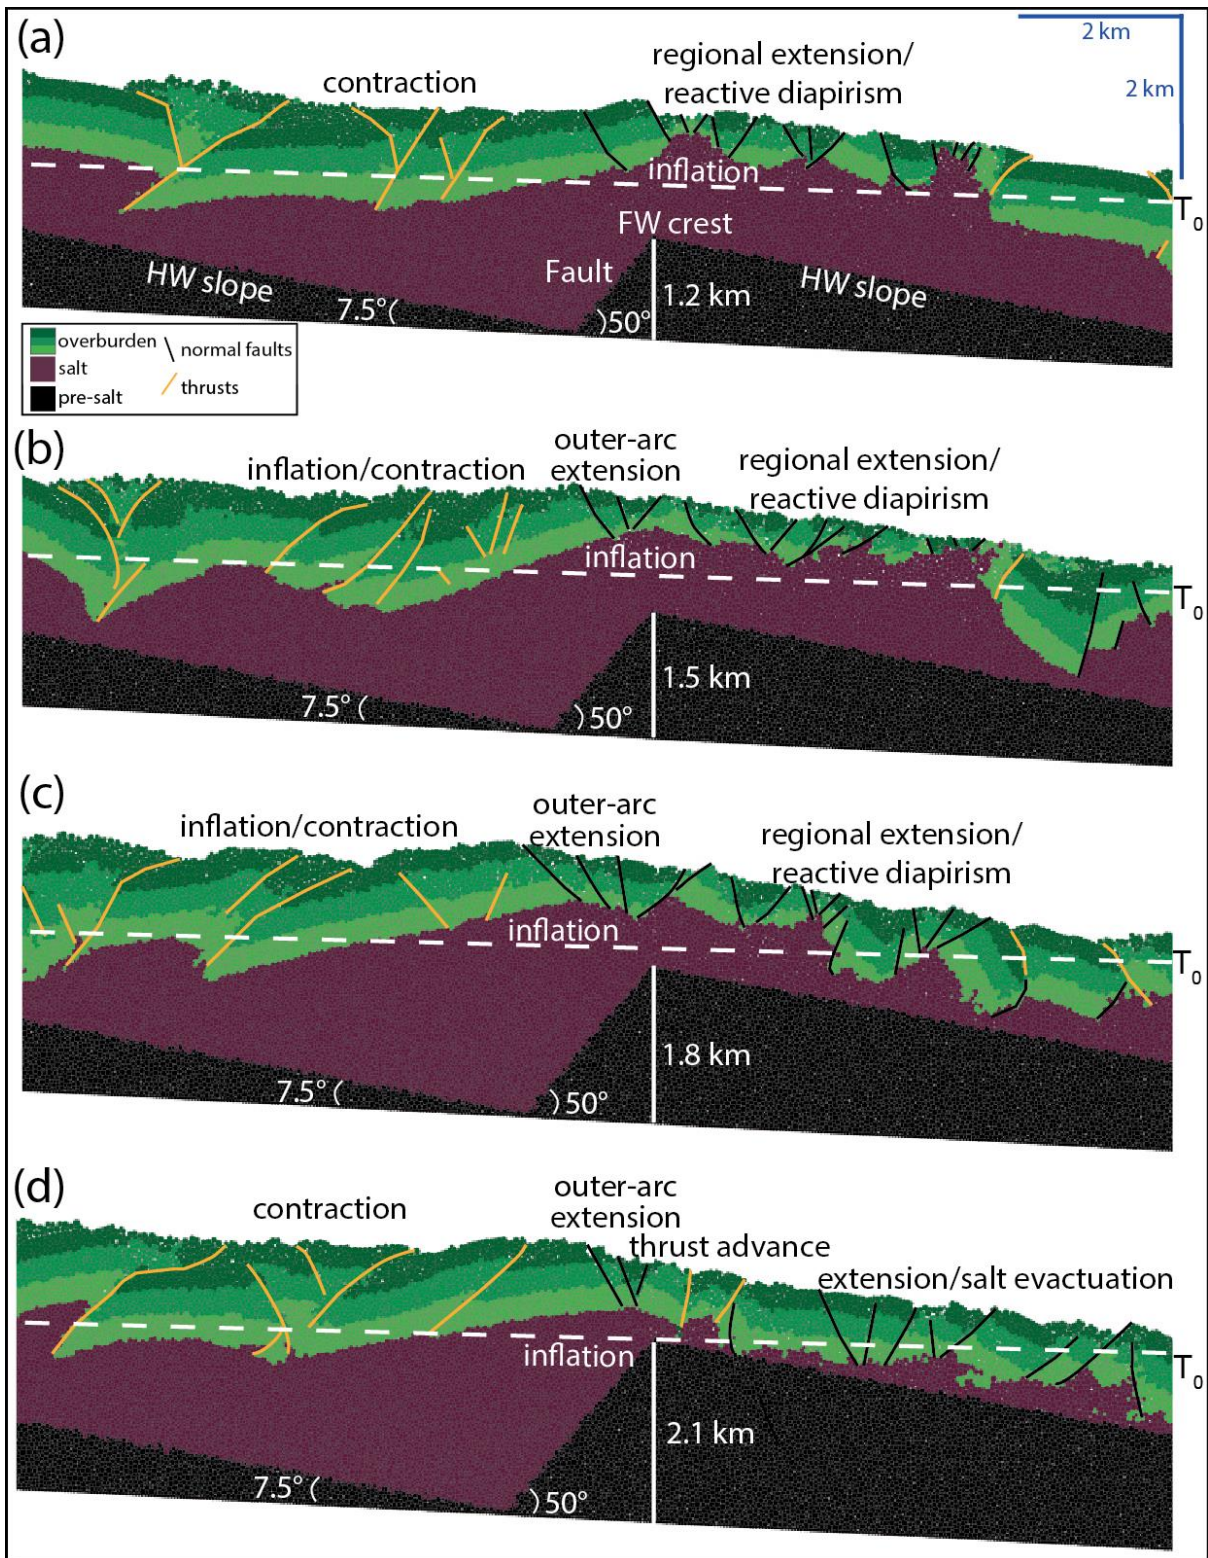 (a)
2 km
2 km
regional extension/
reactive diapirism
contraction
inflation
T0
FW crest
Fault
HW slope
HW slope
1.2 km
7.5° (
)50°
overburden
normal faults
salt
thrusts
pre-salt
(b)
outer-arc
extension
inflation/contraction
regional extension/
reactive diapirism
inflation
T0
1.5 km
7.5° (
)50°
(c)
outer-arc
extension
inflation/contraction
regional extension/
reactive diapirism
inflation
T0
1.8 km
7.5° (
)50°
(d)
outer-arc
extension
contraction
thrust advance
extension/salt evactuation
inflation
T0
2.1 km
7.5° (
)50°